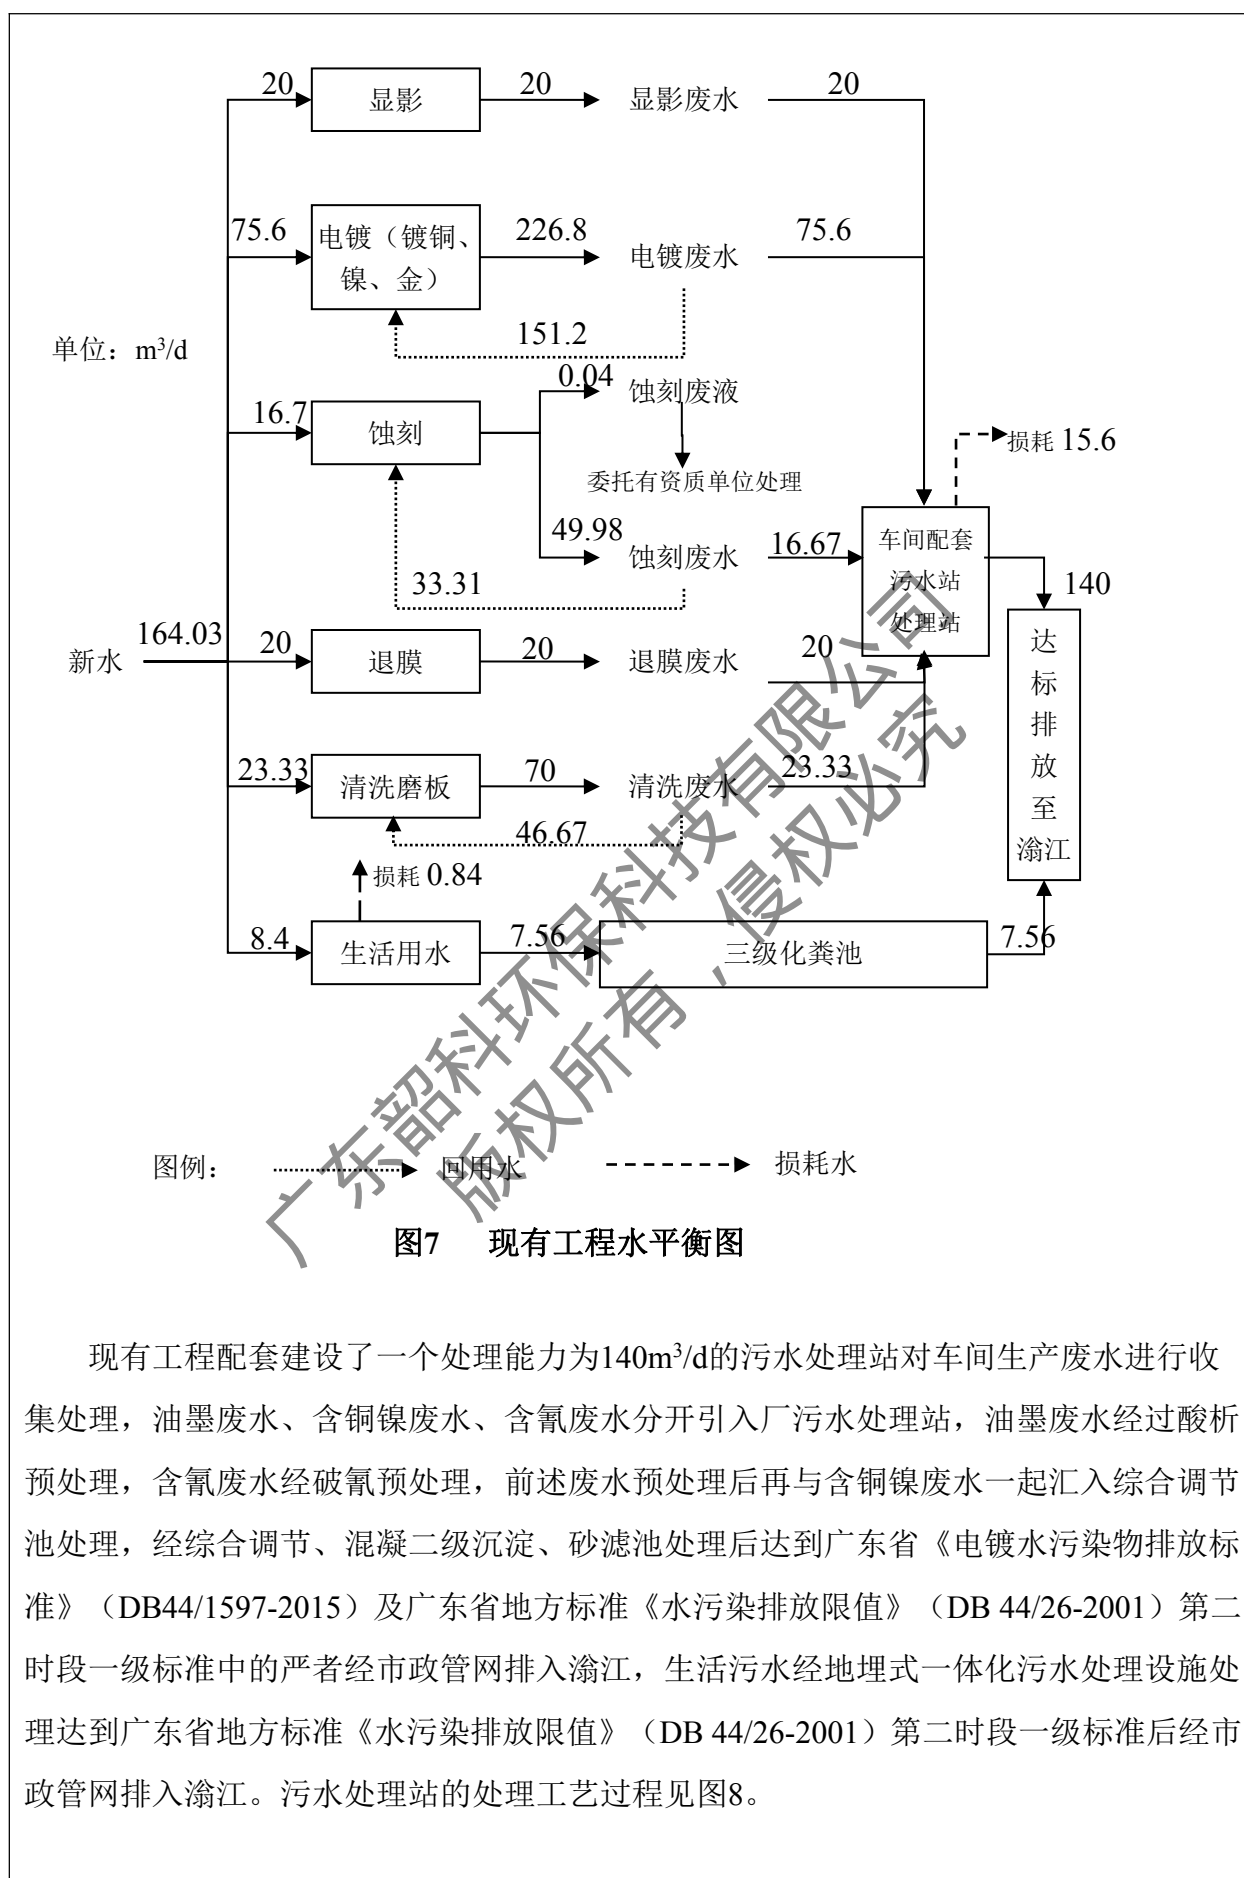 20 显影 20 显影废水 20
75.6 电镀（镀铜、镍、金） 226.8 电镀废水 75.6
151.2
单位：m³/d
0.04 蚀刻废液
16.7 蚀刻
损耗 15.6
委托有资质单位处理
49.98 蚀刻废水 16.67
车间配套
污水站
处理站
33.31
140
新水 164.03 20 退膜 20 退膜废水 20
达标排放至滃江
23.33 清洗磨板 70 清洗废水 23.33
46.67
损耗 0.84
8.4 生活用水 7.56 三级化粪池 7.56
广东韶科环保科技有限公司
版权所有，侵权必究
图例： 回用水 损耗水
图7 现有工程水平衡图
现有工程配套建设了一个处理能力为140m³/d的污水处理站对车间生产废水进行收
集处理，油墨废水、含铜镍废水、含氰废水分开引入厂污水处理站，油墨废水经过酸析
预处理，含氰废水经破氰预处理，前述废水预处理后再与含铜镍废水一起汇入综合调节
池处理，经综合调节、混凝二级沉淀、砂滤池处理后达到广东省《电镀水污染物排放标
准》（DB44/1597-2015）及广东省地方标准《水污染排放限值》（DB 44/26-2001）第二
时段一级标准中的严者经市政管网排入滃江，生活污水经地埋式一体化污水处理设施处
理达到广东省地方标准《水污染排放限值》（DB 44/26-2001）第二时段一级标准后经市
政管网排入滃江。污水处理站的处理工艺过程见图8。